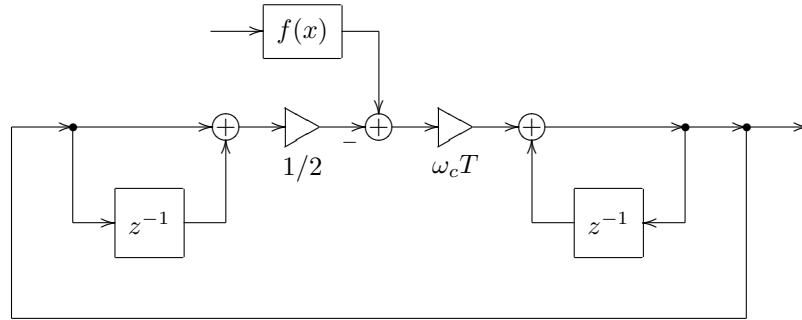 f(x)
+
1/2
−
+
ω_cT
+
z⁻¹
z⁻¹